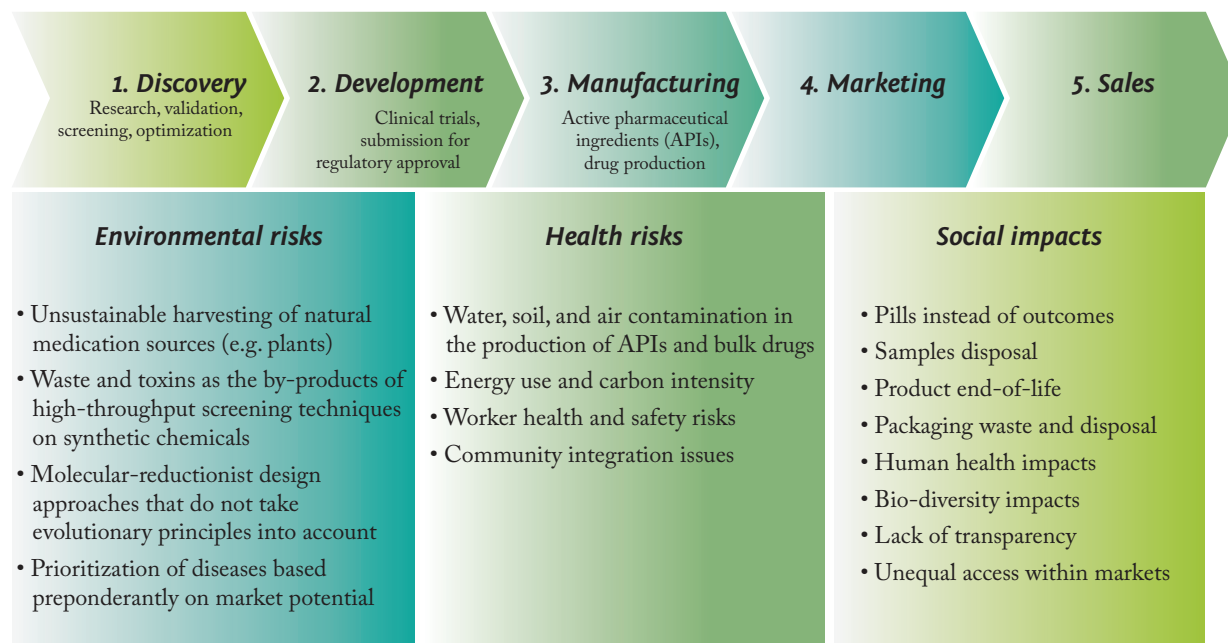 1. Discovery
Research, validation,
screening, optimization
2. Development
Clinical trials,
submission for
regulatory approval
3. Manufacturing
Active pharmaceutical
ingredients (APIs),
drug production
4. Marketing
5. Sales
Environmental risks
• Unsustainable harvesting of natural
medication sources (e.g. plants)
• Waste and toxins as the by-products of
high-throughput screening techniques
on synthetic chemicals
• Molecular-reductionist design
approaches that do not take
evolutionary principles into account
• Prioritization of diseases based
preponderantly on market potential
Health risks
• Water, soil, and air contamination in
the production of APIs and bulk drugs
• Energy use and carbon intensity
• Worker health and safety risks
• Community integration issues
Social impacts
• Pills instead of outcomes
• Samples disposal
• Product end-of-life
• Packaging waste and disposal
• Human health impacts
• Bio-diversity impacts
• Lack of transparency
• Unequal access within markets